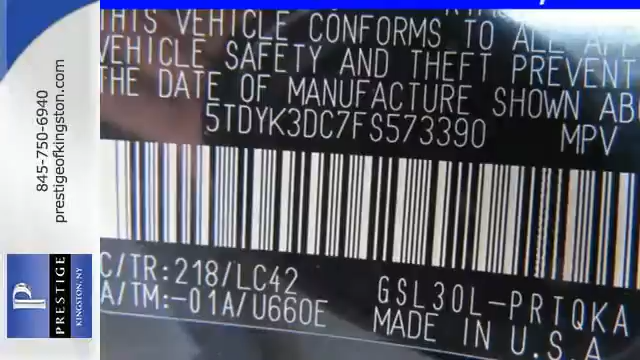 THIS VEHICLE CONFORMS TO ALL APP
VEHICLE SAFETY AND THEFT PREVENT
THE DATE OF MANUFACTURE SHOWN AB
5TDYK3DC7FS573390 MPV
C/TR:218/LC42
A/TM:-01A/U660E
GSL30L-PRTQKA
MADE IN U.S.A
845-750-6940
prestigeofkingston.com
P
PRESTIGE
KINGSTON, NY